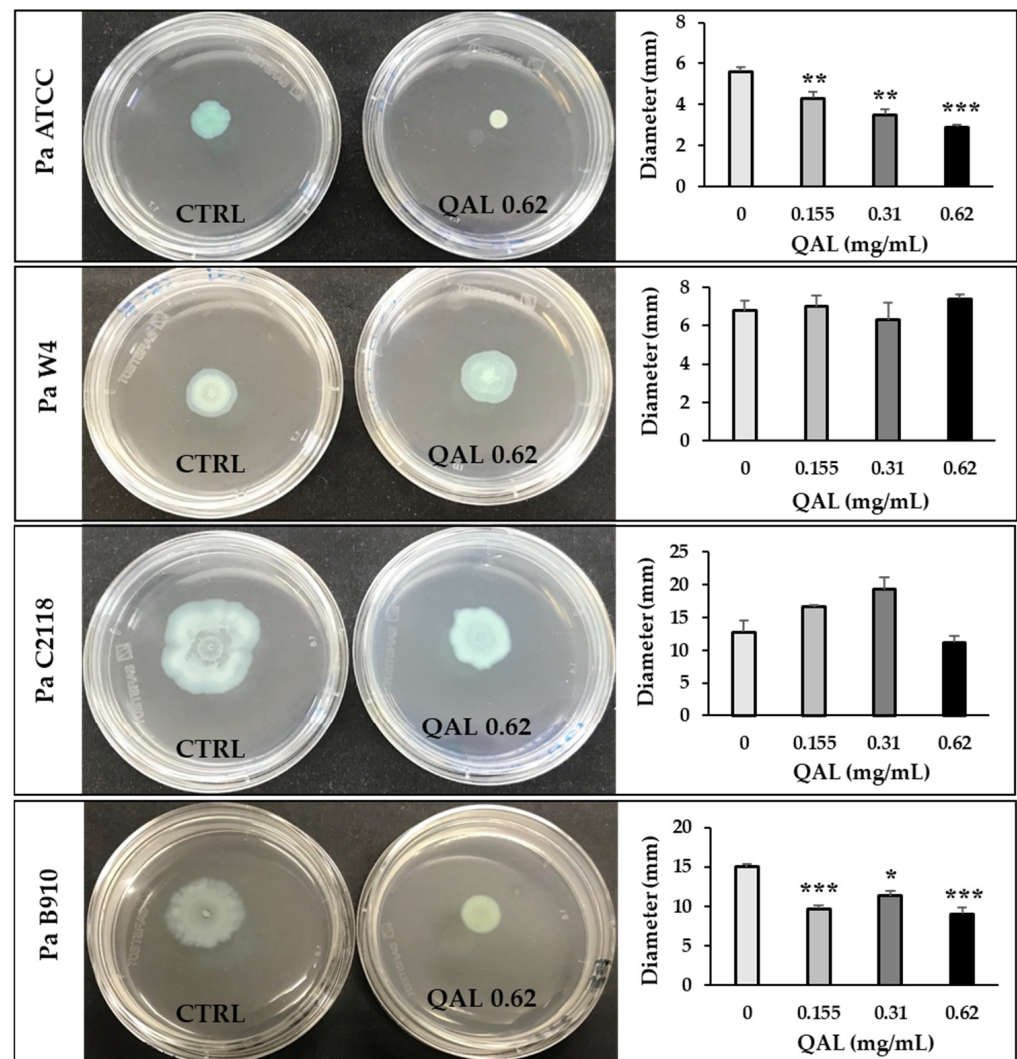 Pa ATCC
CTRL
QAL 0.62
Diameter (mm)
8
6
4
2
0
**
**
***
0 0.155 0.31 0.62
QAL (mg/mL)
Pa W4
CTRL
QAL 0.62
Diameter (mm)
8
6
4
2
0
0 0.155 0.31 0.62
QAL (mg/mL)
Pa C2118
CTRL
QAL 0.62
Diameter (mm)
25
20
15
10
5
0
0 0.155 0.31 0.62
QAL (mg/mL)
Pa B910
CTRL
QAL 0.62
Diameter (mm)
20
15
10
5
0
***
*
***
0 0.155 0.31 0.62
QAL (mg/mL)